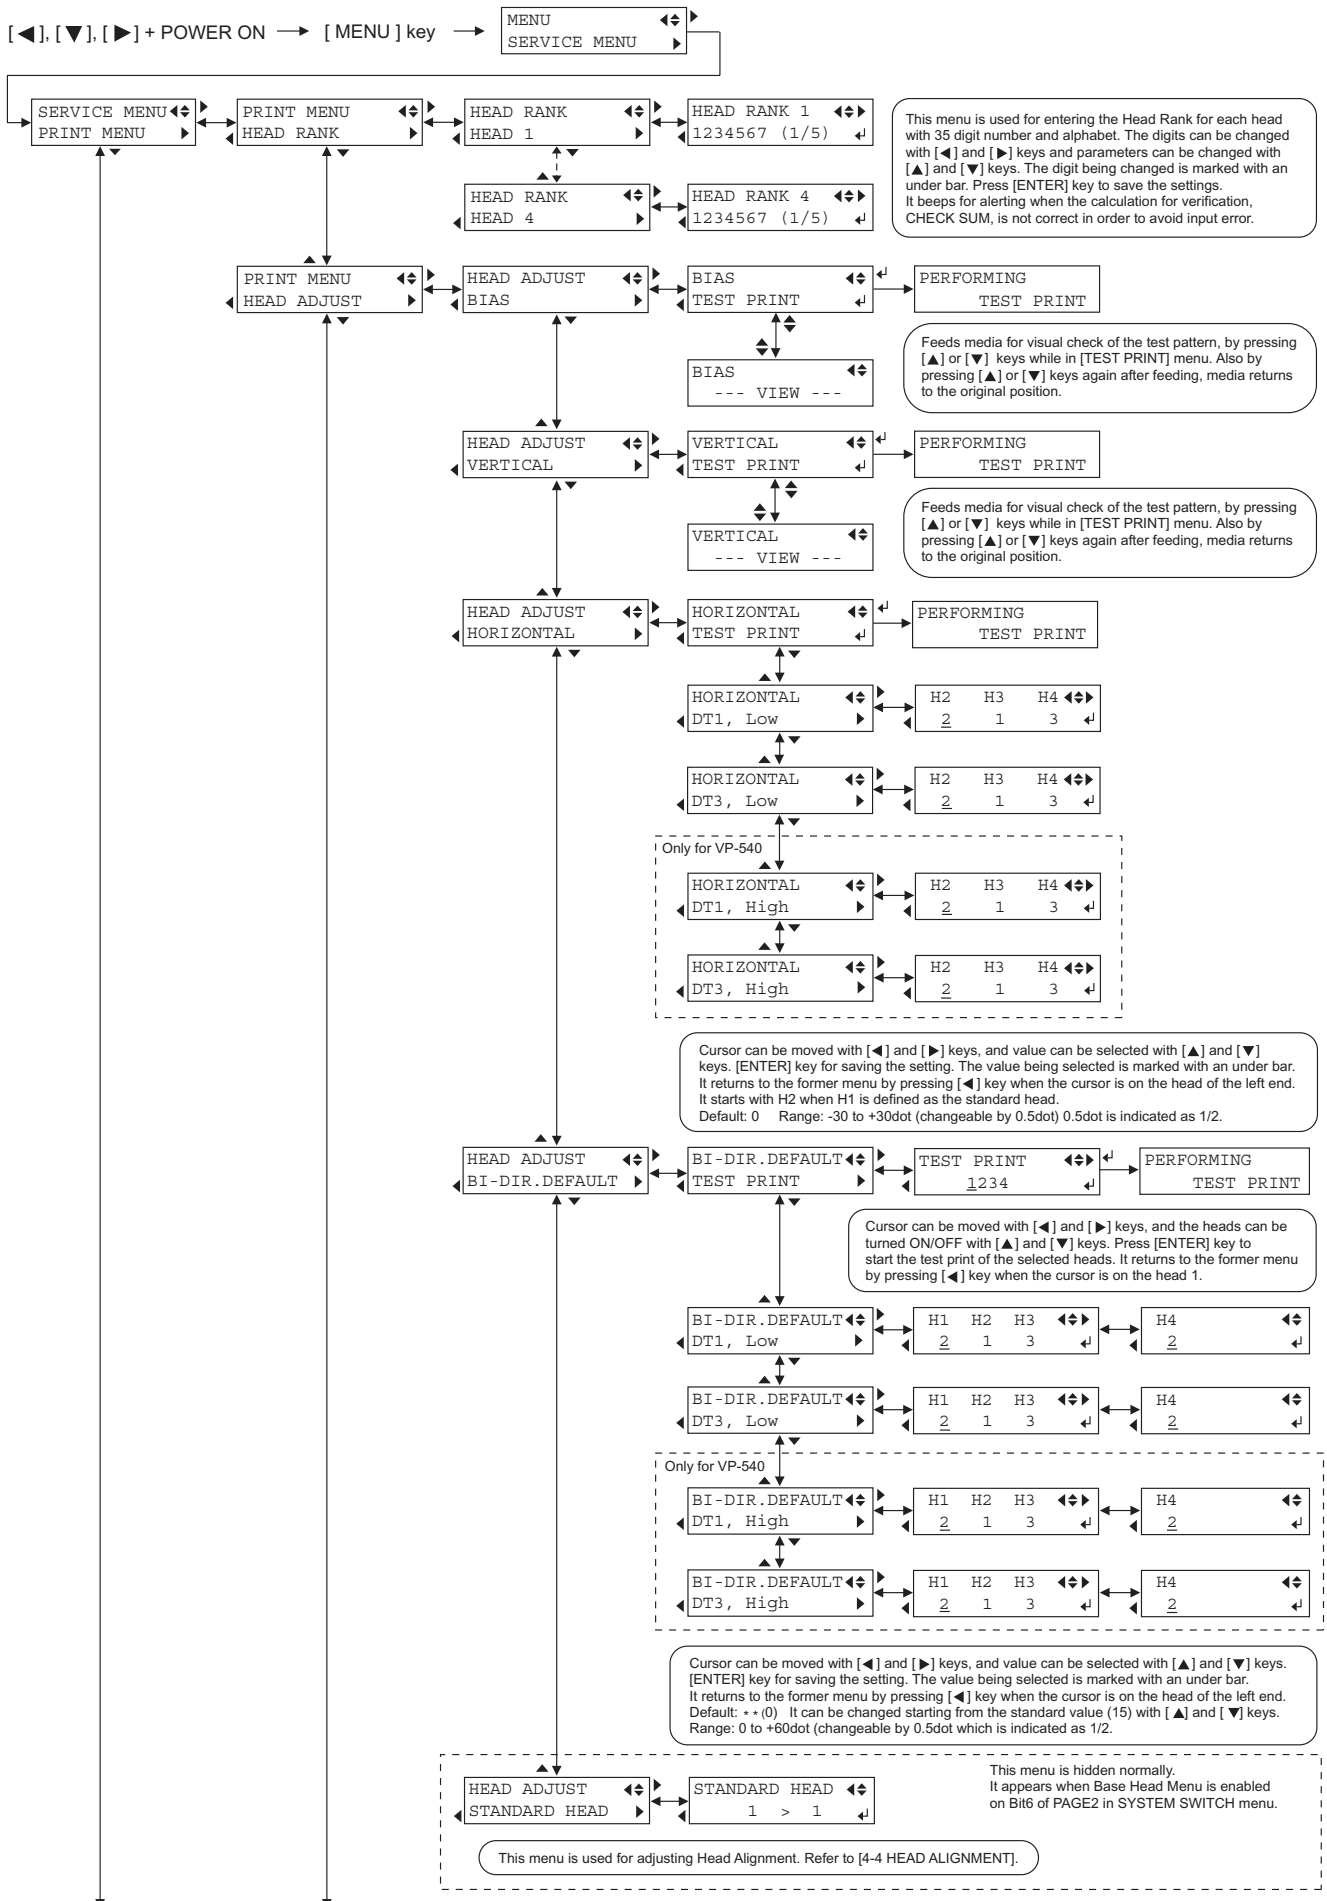 [◀], [▼], [▶] + POWER ON → [ MENU ] key →
MENU
SERVICE MENU
SERVICE MENU
PRINT MENU
PRINT MENU
HEAD RANK
HEAD RANK
HEAD 1
HEAD RANK 1
1234567 (1/5)
This menu is used for entering the Head Rank for each head
with 35 digit number and alphabet. The digits can be changed
with [◀] and [▶] keys and parameters can be changed with
[▲] and [▼] keys. The digit being changed is marked with an
under bar. Press [ENTER] key to save the settings.
It beeps for alerting when the calculation for verification,
CHECK SUM, is not correct in order to avoid input error.
HEAD RANK
HEAD 4
HEAD RANK 4
1234567 (1/5)
PRINT MENU
HEAD ADJUST
HEAD ADJUST
BIAS
BIAS
TEST PRINT
PERFORMING
TEST PRINT
Feeds media for visual check of the test pattern, by pressing
[▲] or [▼] keys while in [TEST PRINT] menu. Also by
pressing [▲] or [▼] keys again after feeding, media returns
to the original position.
BIAS
--- VIEW ---
HEAD ADJUST
VERTICAL
VERTICAL
TEST PRINT
PERFORMING
TEST PRINT
Feeds media for visual check of the test pattern, by pressing
[▲] or [▼] keys while in [TEST PRINT] menu. Also by
pressing [▲] or [▼] keys again after feeding, media returns
to the original position.
VERTICAL
--- VIEW ---
HEAD ADJUST
HORIZONTAL
HORIZONTAL
TEST PRINT
PERFORMING
TEST PRINT
HORIZONTAL
DT1, Low
H2 H3 H4
2 1 3
HORIZONTAL
DT3, Low
H2 H3 H4
2 1 3
Only for VP-540
HORIZONTAL
DT1, High
H2 H3 H4
2 1 3
HORIZONTAL
DT3, High
H2 H3 H4
2 1 3
Cursor can be moved with [◀] and [▶] keys, and value can be selected with [▲] and [▼]
keys. [ENTER] key for saving the setting. The value being selected is marked with an under bar.
It returns to the former menu by pressing [◀] key when the cursor is on the head of the left end.
It starts with H2 when H1 is defined as the standard head.
Default: 0 Range: -30 to +30dot (changeable by 0.5dot) 0.5dot is indicated as 1/2.
HEAD ADJUST
BI-DIR.DEFAULT
BI-DIR.DEFAULT
TEST PRINT
TEST PRINT
1234
PERFORMING
TEST PRINT
Cursor can be moved with [◀] and [▶] keys, and the heads can be
turned ON/OFF with [▲] and [▼] keys. Press [ENTER] key to
start the test print of the selected heads. It returns to the former menu
by pressing [◀] key when the cursor is on the head 1.
BI-DIR.DEFAULT
DT1, Low
H1 H2 H3
2 1 3
H4
2
BI-DIR.DEFAULT
DT3, Low
H1 H2 H3
2 1 3
H4
2
Only for VP-540
BI-DIR.DEFAULT
DT1, High
H1 H2 H3
2 1 3
H4
2
BI-DIR.DEFAULT
DT3, High
H1 H2 H3
2 1 3
H4
2
Cursor can be moved with [◀] and [▶] keys, and value can be selected with [▲] and [▼] keys.
[ENTER] key for saving the setting. The value being selected is marked with an under bar.
It returns to the former menu by pressing [◀] key when the cursor is on the head of the left end.
Default: **(0) It can be changed starting from the standard value (15) with [▲] and [▼] keys.
Range: 0 to +60dot (changeable by 0.5dot which is indicated as 1/2.
HEAD ADJUST
STANDARD HEAD
STANDARD HEAD
1 > 1
This menu is hidden normally.
It appears when Base Head Menu is enabled
on Bit6 of PAGE2 in SYSTEM SWITCH menu.
This menu is used for adjusting Head Alignment. Refer to [4-4 HEAD ALIGNMENT].